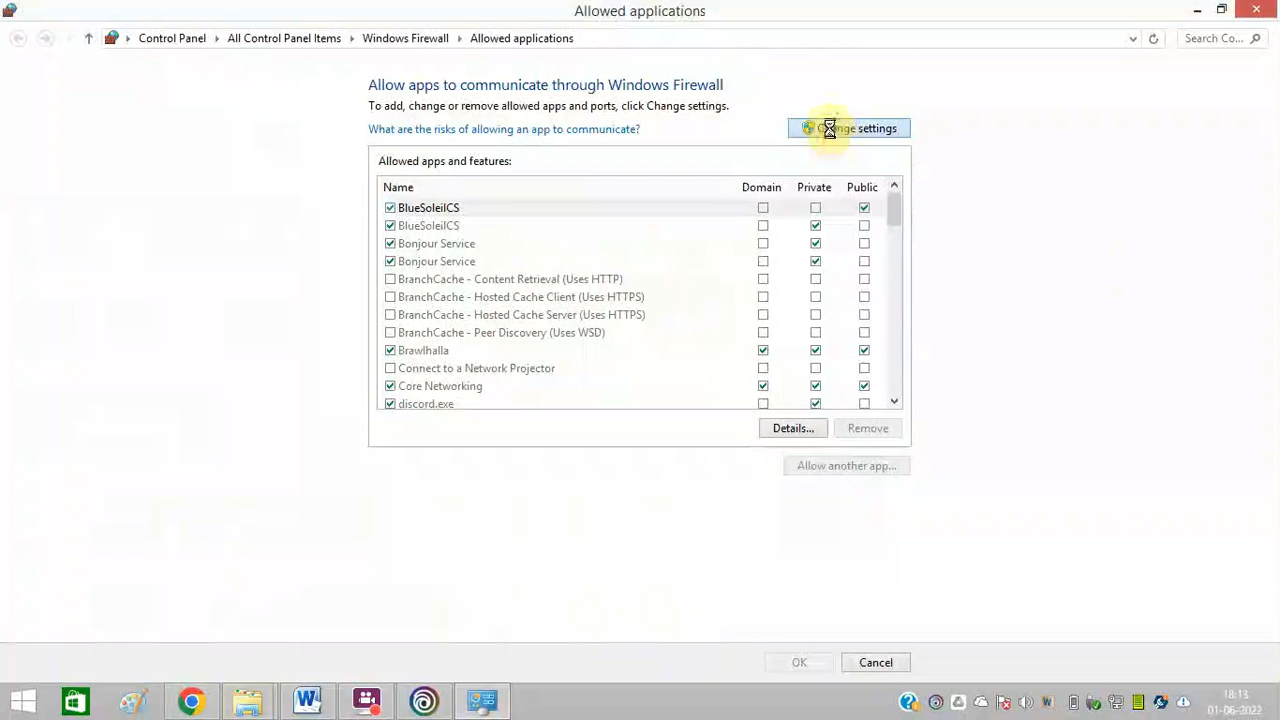 Allowed applications
Control Panel
All Control Panel Items
Windows Firewall
Allowed applications
Search Co...
Allow apps to communicate through Windows Firewall
To add, change or remove allowed apps and ports, click Change settings.
What are the risks of allowing an app to communicate?
Change settings
Allowed apps and features:
Name Domain Private Public
BlueSoleilCS
BlueSoleilCS
Bonjour Service
Bonjour Service
BranchCache - Content Retrieval (Uses HTTP)
BranchCache - Hosted Cache Client (Uses HTTPS)
BranchCache - Hosted Cache Server (Uses HTTPS)
BranchCache - Peer Discovery (Uses WSD)
Brawlhalla
Connect to a Network Projector
Core Networking
discord.exe
Details... Remove
Allow another app...
OK Cancel
18:13
01-06-2022